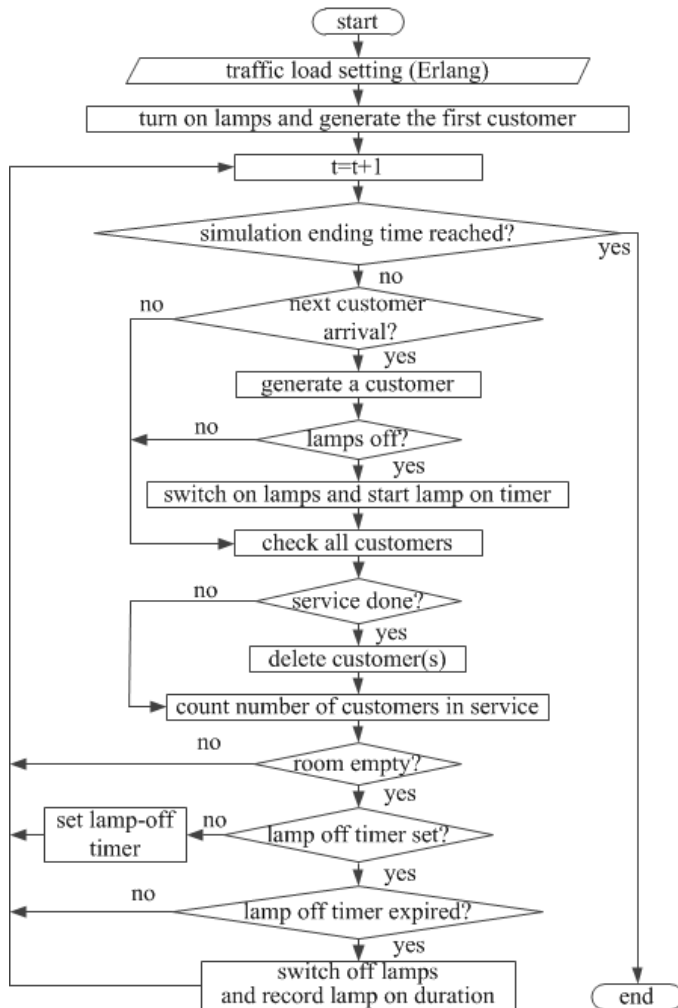 start
traffic load setting (Erlang)
turn on lamps and generate the first customer
t=t+1
simulation ending time reached?
yes
no
no
next customer
arrival?
yes
generate a customer
no
lamps off?
yes
switch on lamps and start lamp on timer
check all customers
no
service done?
yes
delete customer(s)
count number of customers in service
no
room empty?
yes
set lamp-off
timer
no
lamp off timer set?
yes
no
lamp off timer expired?
yes
switch off lamps
and record lamp on duration
end